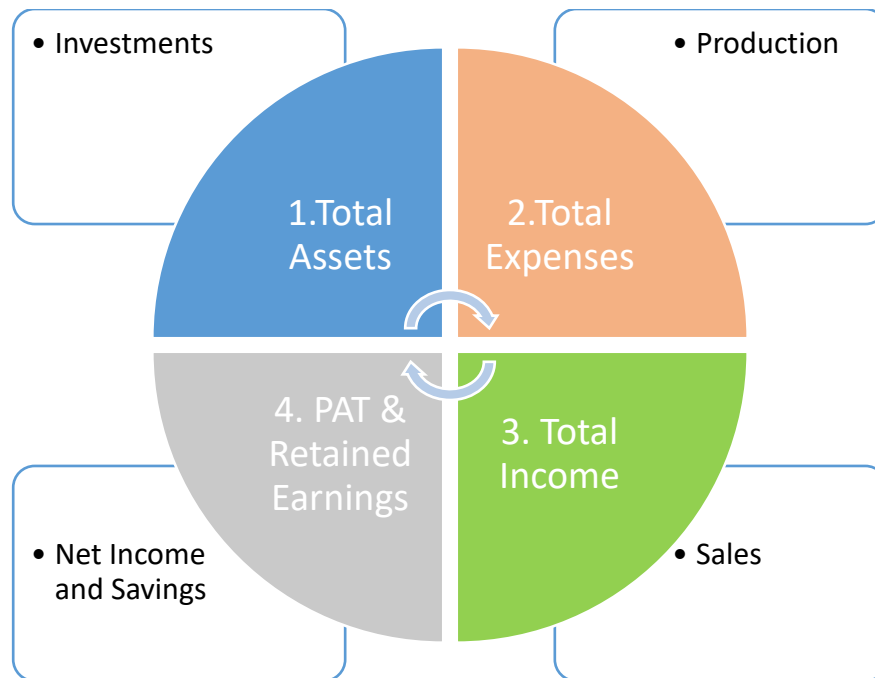 • Investments
• Production
1.Total
Assets
2.Total
Expenses
4. PAT &
Retained
Earnings
3. Total
Income
• Net Income
and Savings
• Sales